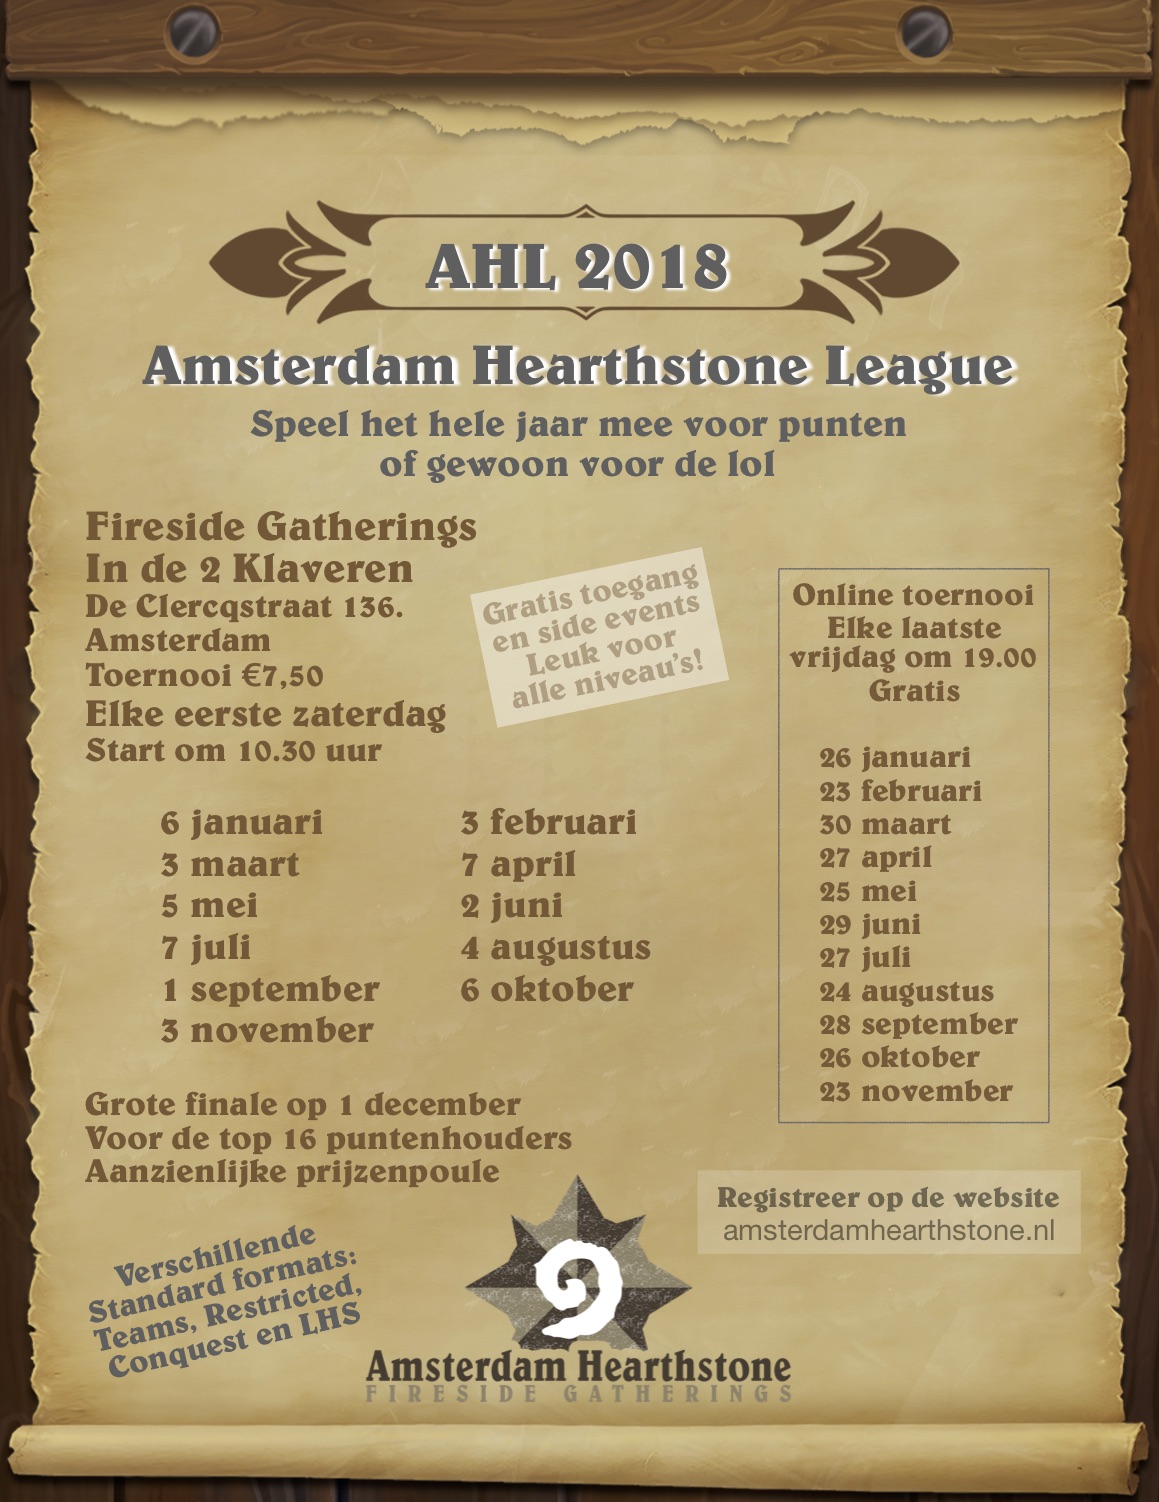 AHL 2018
Amsterdam Hearthstone League
Speel het hele jaar mee voor punten
of gewoon voor de lol
Fireside Gatherings
In de 2 Klaveren
De Clercqstraat 136.
Amsterdam
Toernooi €7,50
Elke eerste zaterdag
Start om 10.30 uur
Gratis toegang
en side events
Leuk voor
alle niveau's!
6 januari
3 februari
3 maart
7 april
5 mei
2 juni
7 juli
4 augustus
1 september
6 oktober
3 november
Online toernooi
Elke laatste
vrijdag om 19.00
Gratis
26 januari
23 februari
30 maart
27 april
25 mei
29 juni
27 juli
24 augustus
28 september
26 oktober
23 november
Grote finale op 1 december
Voor de top 16 puntenhouders
Aanzienlijke prijzenpoule
Registreer op de website
amsterdamhearthstone.nl
Verschillende
Standard formats:
Teams, Restricted,
Conquest en LHS
Amsterdam Hearthstone
FIRESIDE GATHERINGS